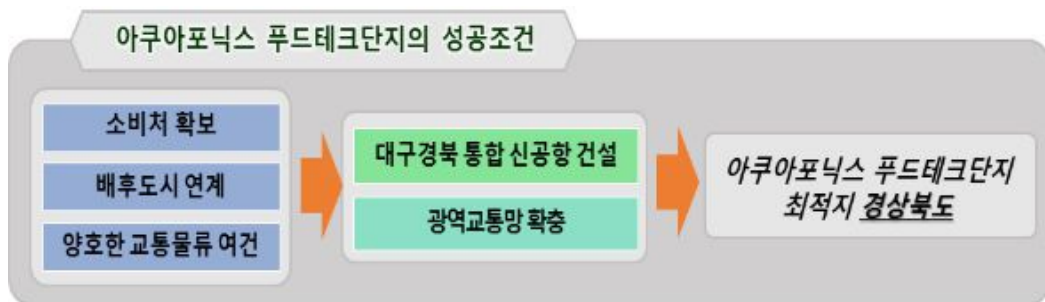 아쿠아포닉스 푸드테크단지의 성공조건
소비처 확보
배후도시 연계
양호한 교통물류 여건
대구경북 통합 신공항 건설
광역교통망 확충
아쿠아포닉스 푸드테크단지
최적지 경상북도